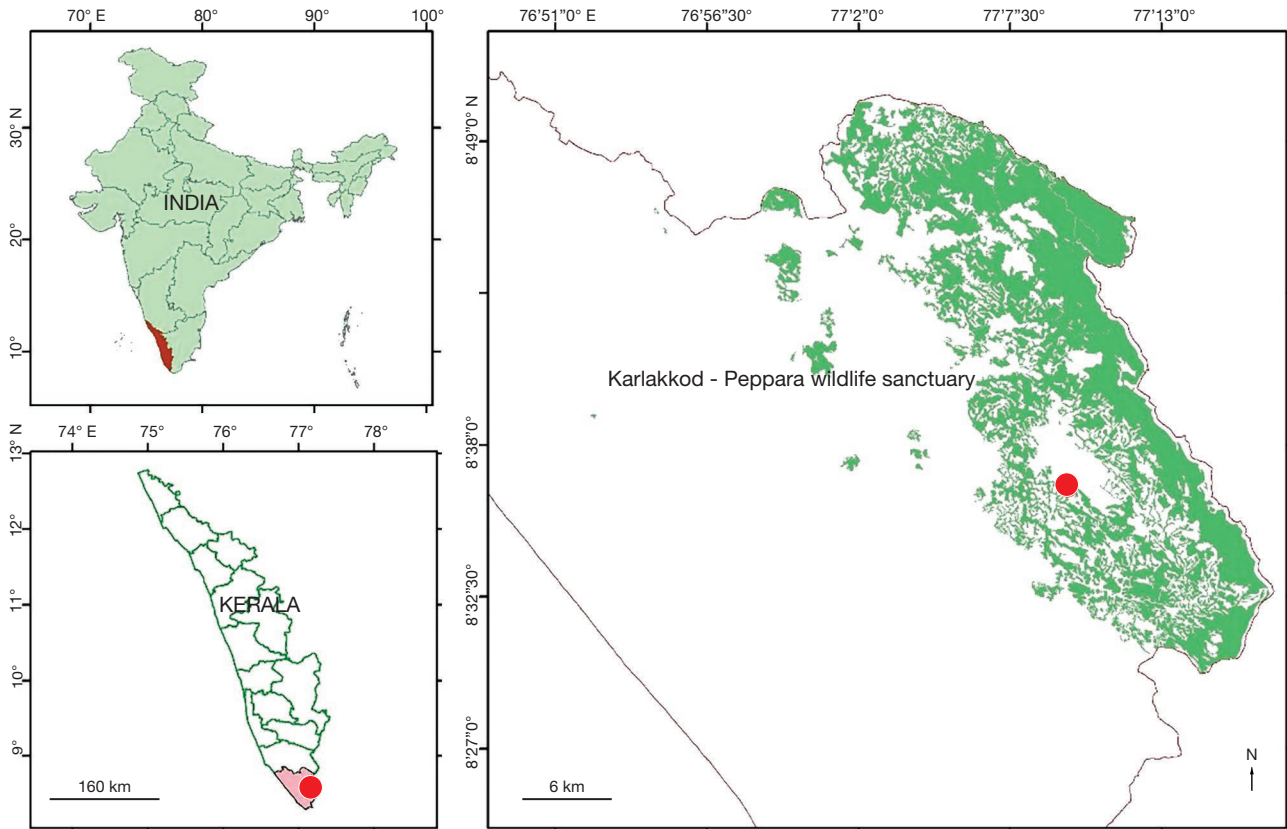 70° E 80° 90° 100°
30° N
20°
10°
INDIA
74° E 75° 76° 77° 78°
13° N
12°
11°
10°
9°
KERALA
160 km
76'51”0° E 76'56”30° 77'2”0° 7777”30° 77'13”0°
8'49”0° N
8'38”0°
8'32”30°
8'27”0°
Karlakkod - Peppara wildlife sanctuary
6 km
N